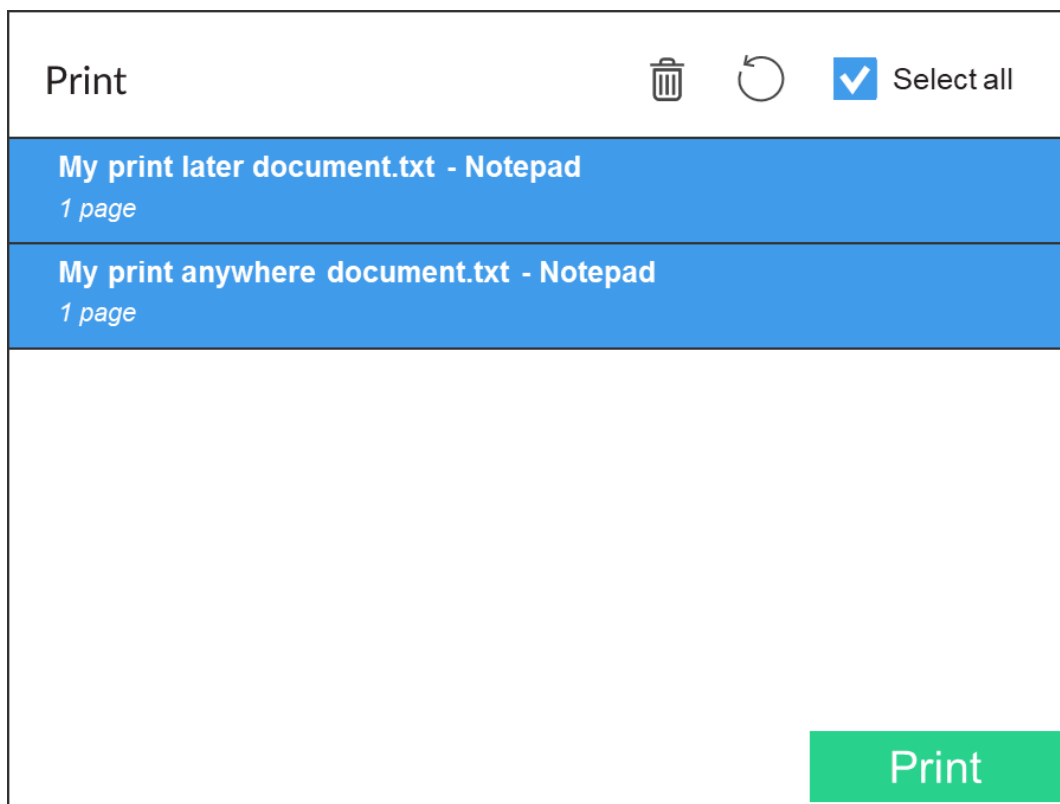 Print
Select all
My print later document.txt - Notepad
1 page
My print anywhere document.txt - Notepad
1 page
Print